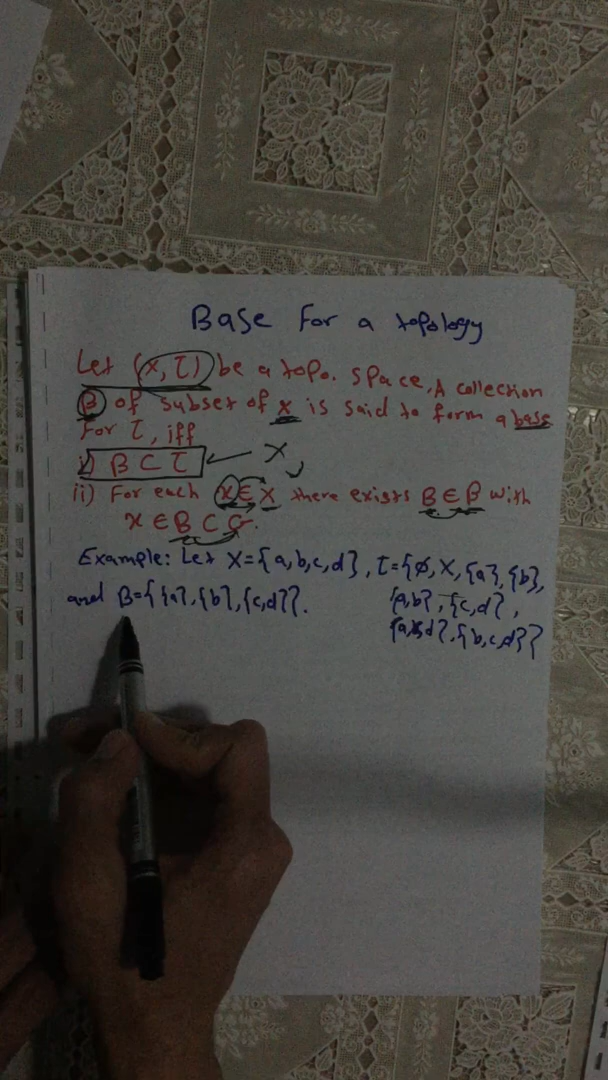 Base For a topology
Let (X, τ) be a topo. space, A collection
B of subset of X is said to form a base
For τ, iff
i) B ⊂ τ X
ii) For each x ∈ X there exists B ∈ β with
x ∈ B ⊂ G.
Example: Let X={a,b,c,d}, τ={∅, X, {a}, {b},
{a,b}, {c,d},
and B={{a},{b},{c,d}}.
d},{b,c,d}}